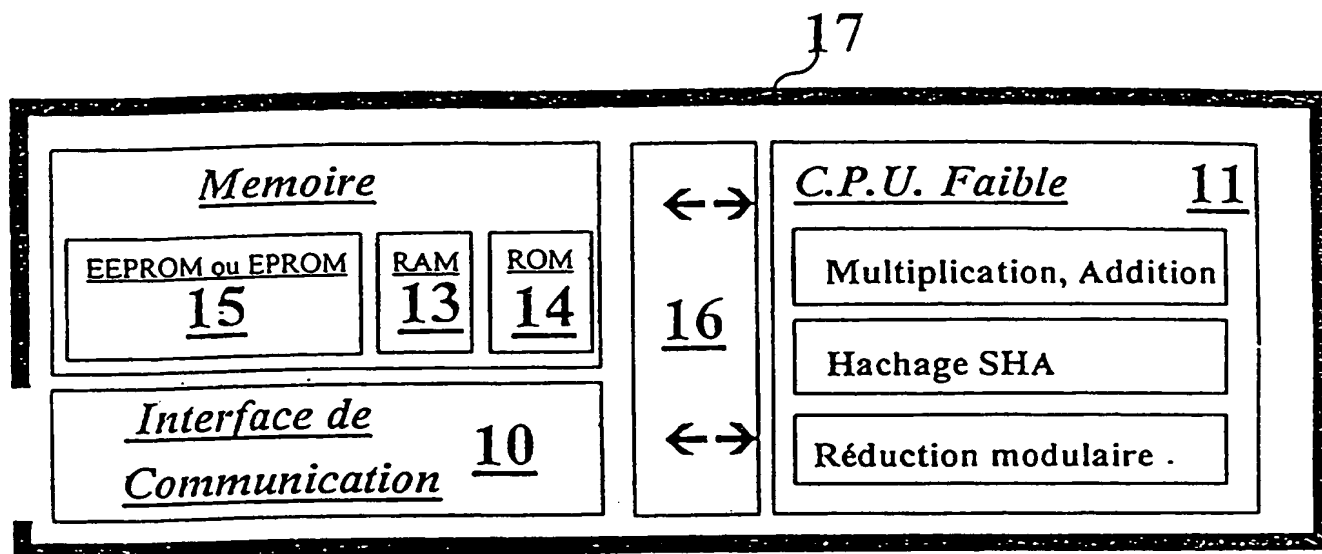 17
Memoire
EEPROM ou EPROM
15
RAM
13
ROM
14
Interface de
Communication
10
16
C.P.U. Faible
11
Multiplication, Addition
Hachage SHA
Réduction modulaire .